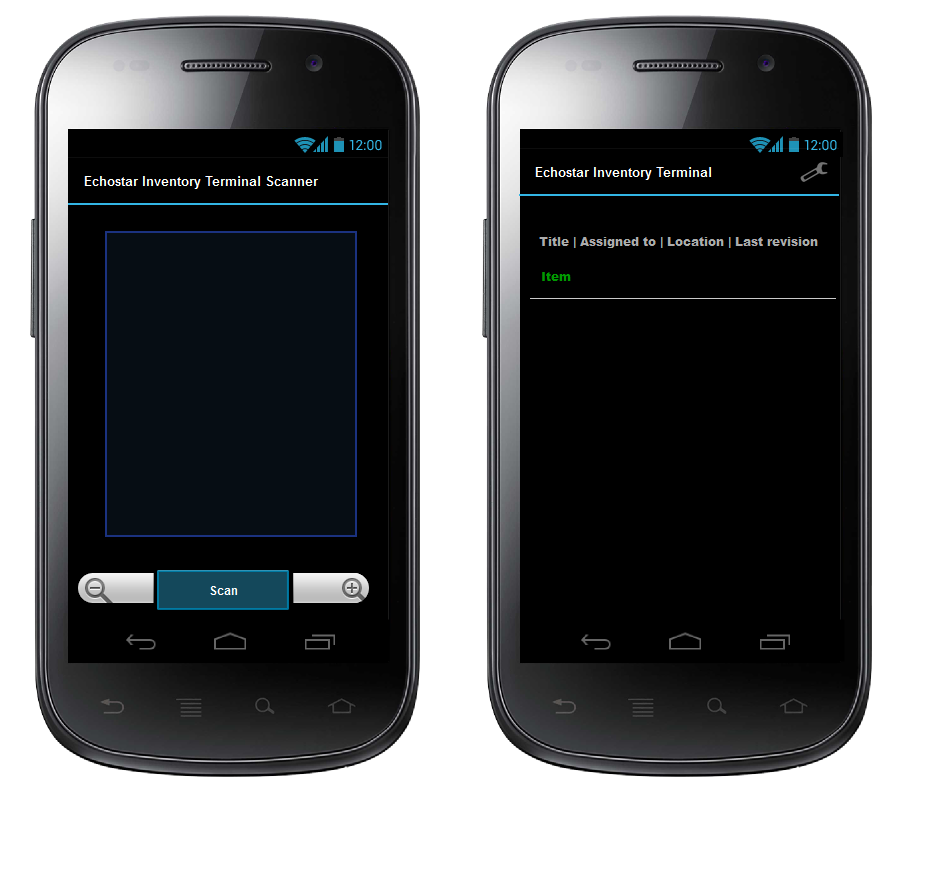 12:00
Echostar Inventory Terminal Scanner
Scan
12:00
Echostar Inventory Terminal
Title | Assigned to | Location | Last revision
Item